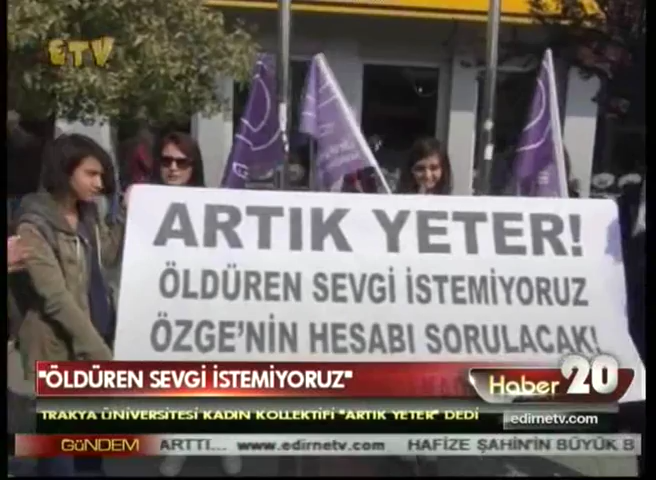 ETV
ARTIK YETER!
ÖLDÜREN SEVGİ İSTEMİYORUZ
ÖZGE'NİN HESABI SORULACAK!
"ÖLDÜREN SEVGİ İSTEMİYORUZ"
Haber 20
TRAKYA ÜNİVERSİTESİ KADIN KOLLEKTİFİ "ARTIK YETER" DEDİ
edirnetv.com
GÜNDEM ARTTI... www.edirnetv.com HAFİZE ŞAHİN'İN BÜYÜK B